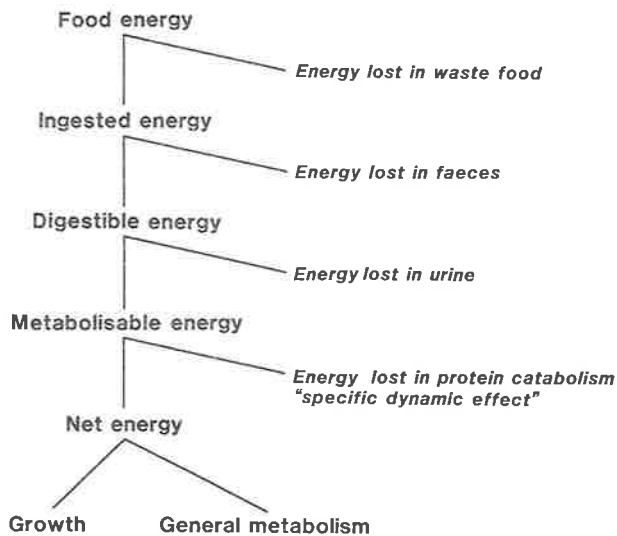 Food energy
Energy lost in waste food
Ingested energy
Energy lost in faeces
Digestible energy
Energy lost in urine
Metabolisable energy
Energy lost in protein catabolism
"specific dynamic effect"
Net energy
Growth
General metabolism